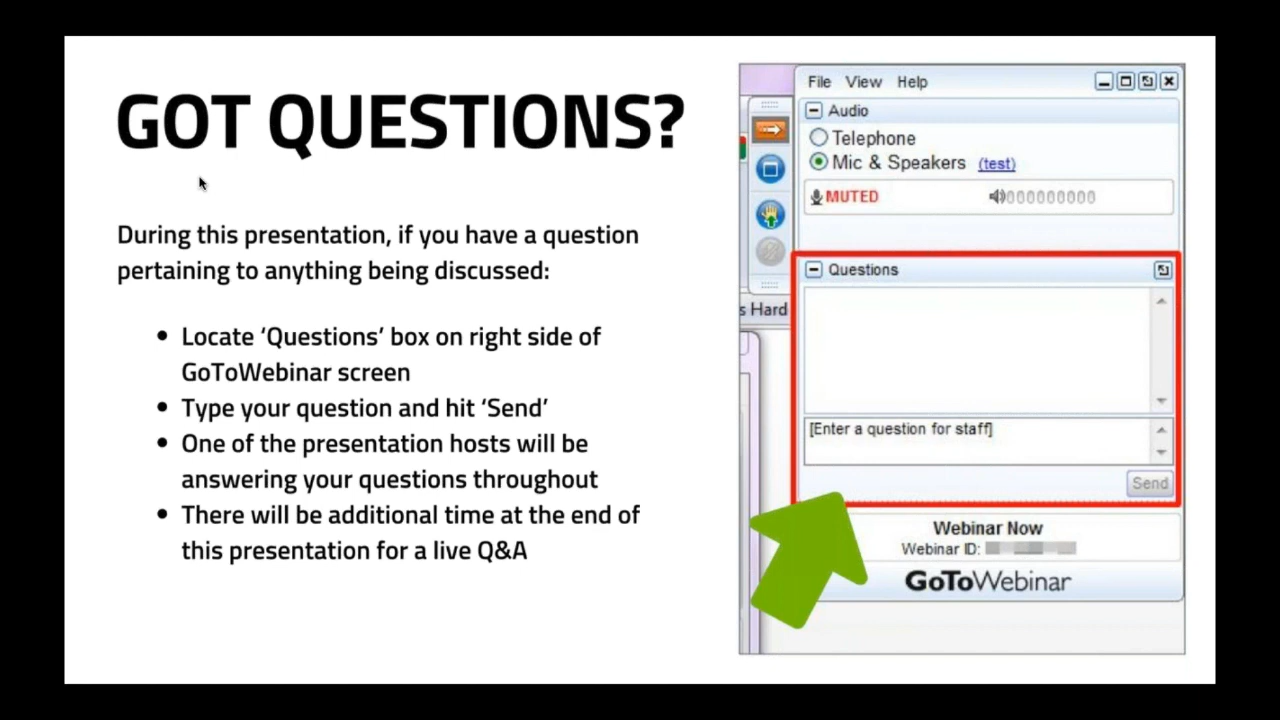 GOT QUESTIONS?
During this presentation, if you have a question
pertaining to anything being discussed:
• Locate ‘Questions’ box on right side of
GoToWebinar screen
• Type your question and hit ‘Send’
• One of the presentation hosts will be
answering your questions throughout
• There will be additional time at the end of
this presentation for a live Q&A
File View Help
Audio
Telephone
Mic & Speakers (test)
MUTED
Questions
s Hard
[Enter a question for staff]
Send
Webinar Now
Webinar ID:
GoToWebinar